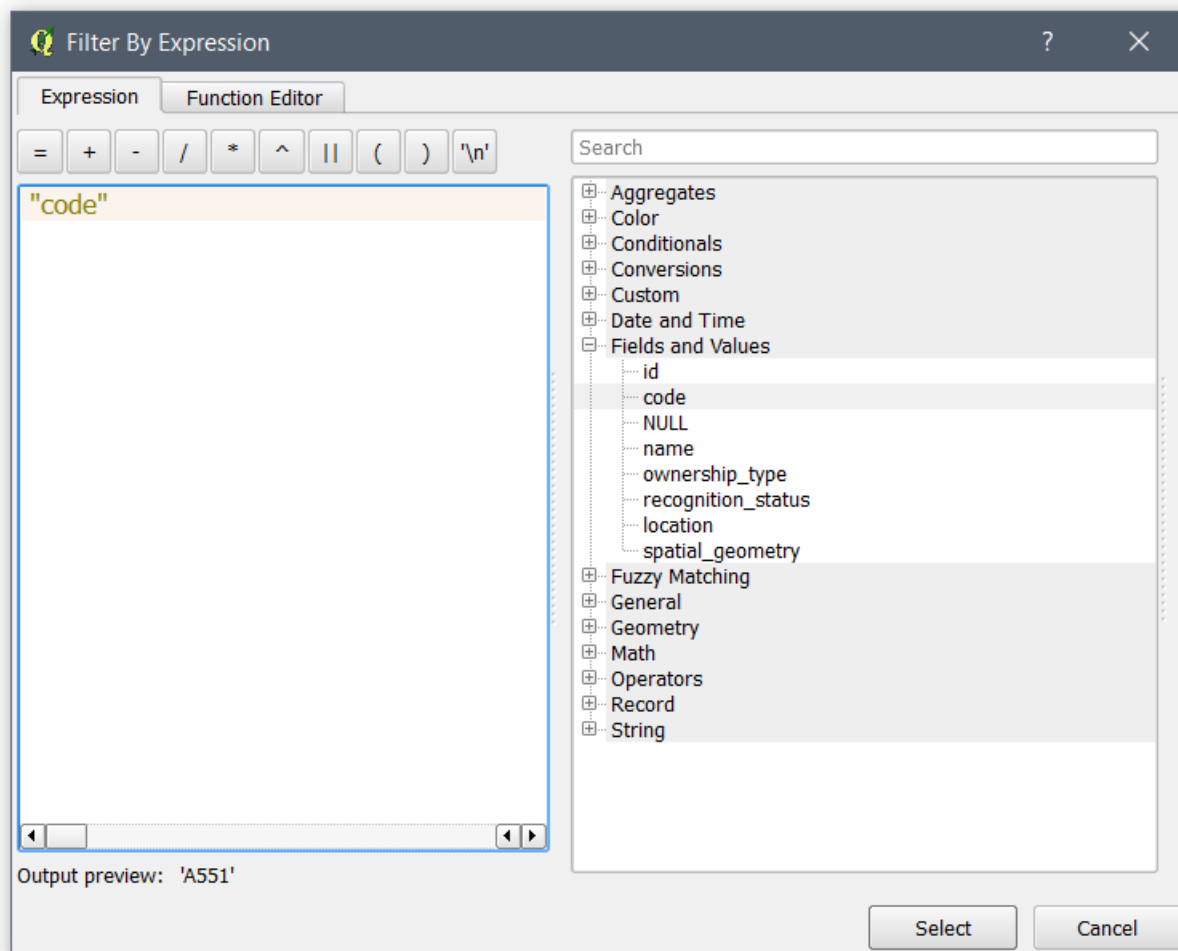 Filter By Expression
?
Expression
Function Editor
= + - / * ^ || ( ) '\n'
"code"
Output preview: 'A551'
Search
Aggregates
Color
Conditionals
Conversions
Custom
Date and Time
Fields and Values
id
code
NULL
name
ownership_type
recognition_status
location
spatial_geometry
Fuzzy Matching
General
Geometry
Math
Operators
Record
String
Select
Cancel